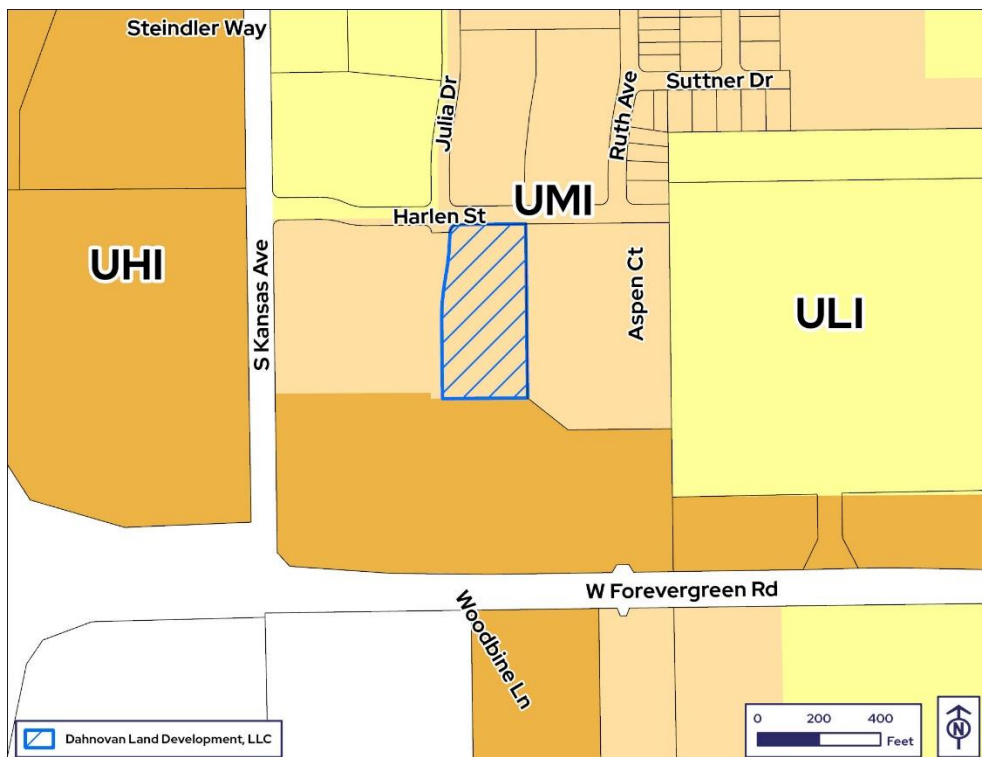 Steindler Way
Julia Dr
Ruth Ave
Suttner Dr
UMI
Harlen St
UHI
S Kansas Ave
Aspen Ct
ULI
W Forevergreen Rd
Woodbine Ln
Dahnovan Land Development, LLC
0 200 400
Feet
N